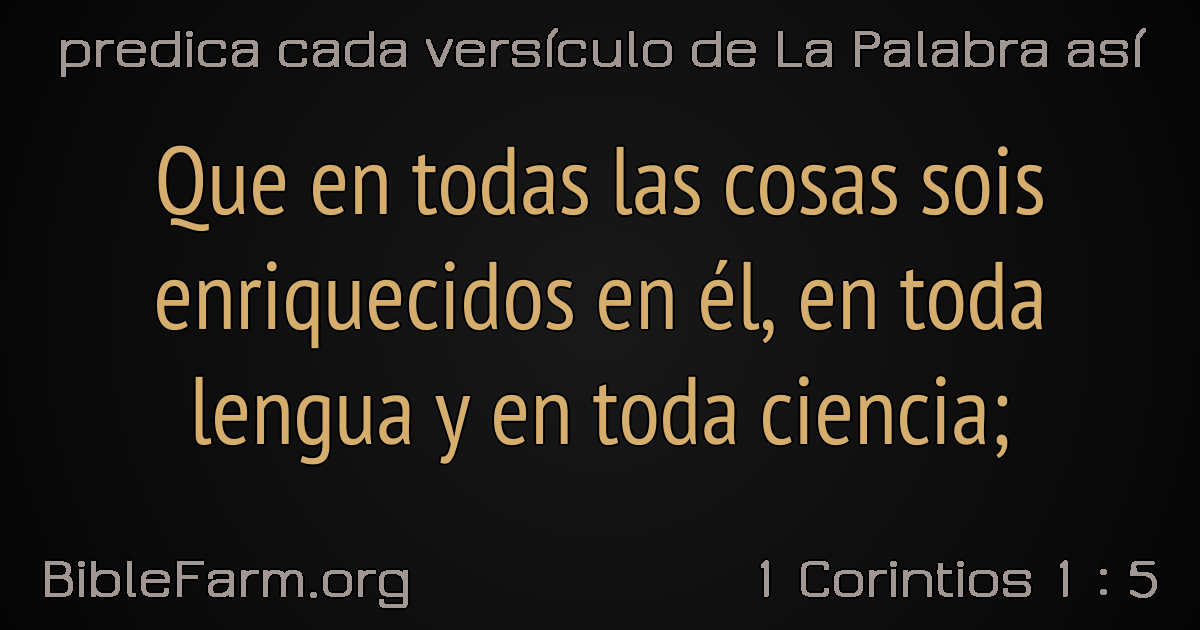 predica cada versículo de La Palabra así
Que en todas las cosas sois
enriquecidos en él, en toda
lengua y en toda ciencia;
BibleFarm.org
1 Corintios 1 : 5